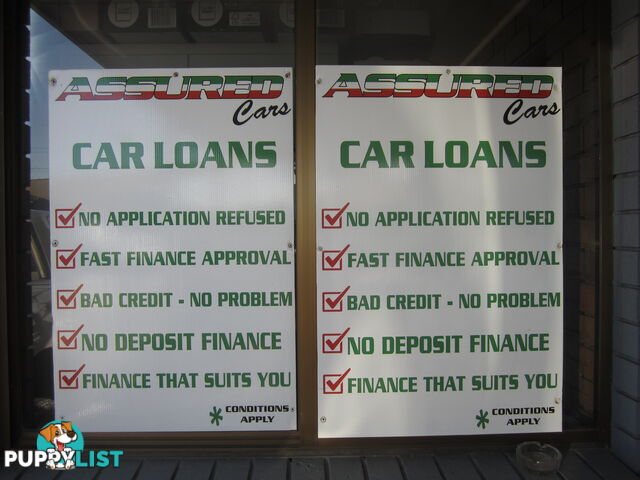 ASSURED
Cars
CAR LOANS
NO APPLICATION REFUSED
FAST FINANCE APPROVAL
BAD CREDIT - NO PROBLEM
NO DEPOSIT FINANCE
FINANCE THAT SUITS YOU
* CONDITIONS
APPLY
ASSURED
Cars
CAR LOANS
NO APPLICATION REFUSED
FAST FINANCE APPROVAL
BAD CREDIT - NO PROBLEM
NO DEPOSIT FINANCE
FINANCE THAT SUITS YOU
* CONDITIONS
APPLY
PUPPYLIST